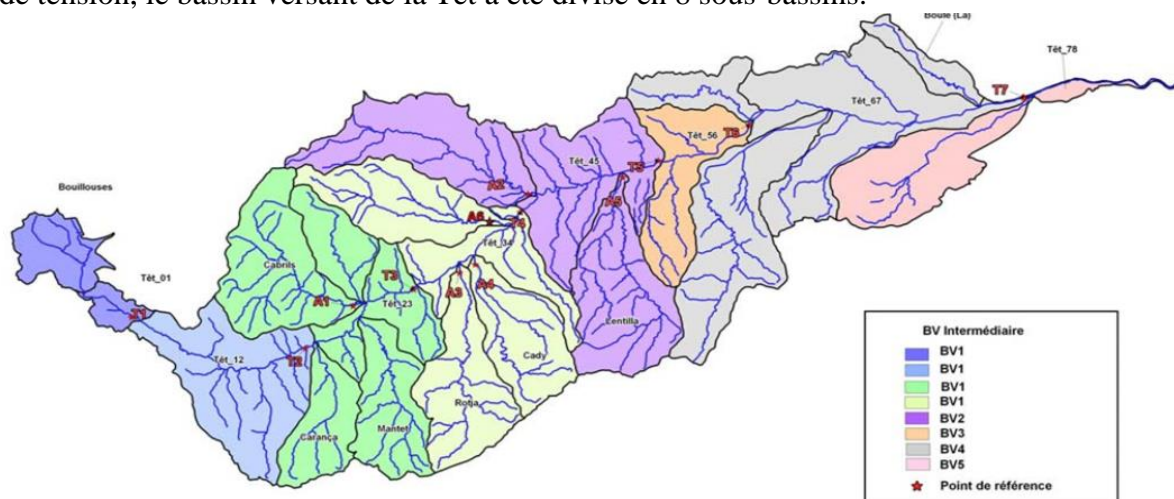 de tension, le bassin versant de la Têt a été divisé en 8 sous-bassins.
Boule (La)
Têt_78
T7
Têt_67
Têt_56
T6
Têt_45
T5
A2
A5
Bouillouses
A6
T4
Têt_34
Cabrils
Têt_01
T3
A3
A4
A1
Têt_23
Lentilla
Cady
Têt_12
T2
Rotja
Carança
Mantet
BV Intermédiaire
BV1
BV1
BV1
BV1
BV2
BV3
BV4
BV5
Point de référence